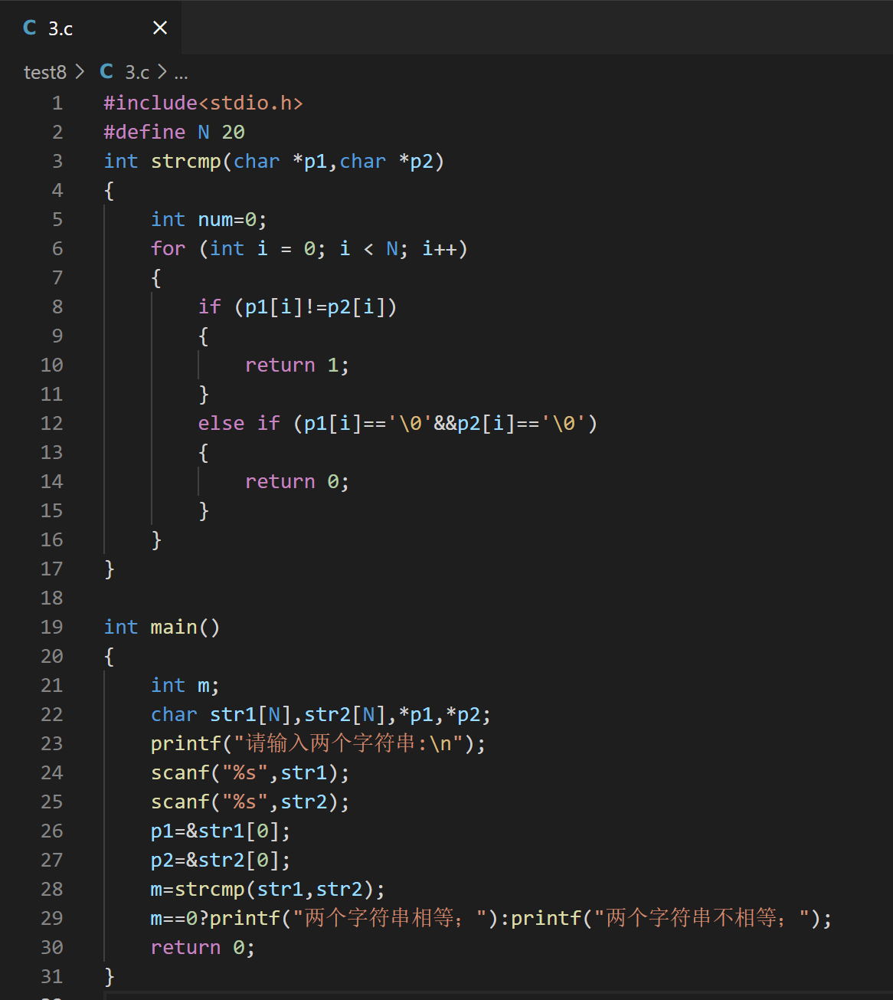 C 3.c ×
test8 > C 3.c > ...
1 #include<stdio.h>
2 #define N 20
3 int strcmp(char *p1,char *p2)
4 {
5     int num=0;
6     for (int i = 0; i < N; i++)
7     {
8         if (p1[i]!=p2[i])
9         {
10             return 1;
11         }
12         else if (p1[i]=='\0'&&p2[i]=='\0')
13         {
14             return 0;
15         }
16     }
17 }
18
19 int main()
20 {
21     int m;
22     char str1[N],str2[N],*p1,*p2;
23     printf("请输入两个字符串:\n");
24     scanf("%s",str1);
25     scanf("%s",str2);
26     p1=&str1[0];
27     p2=&str2[0];
28     m=strcmp(str1,str2);
29     m==0?printf("两个字符串相等；"):printf("两个字符串不相等；");
30     return 0;
31 }